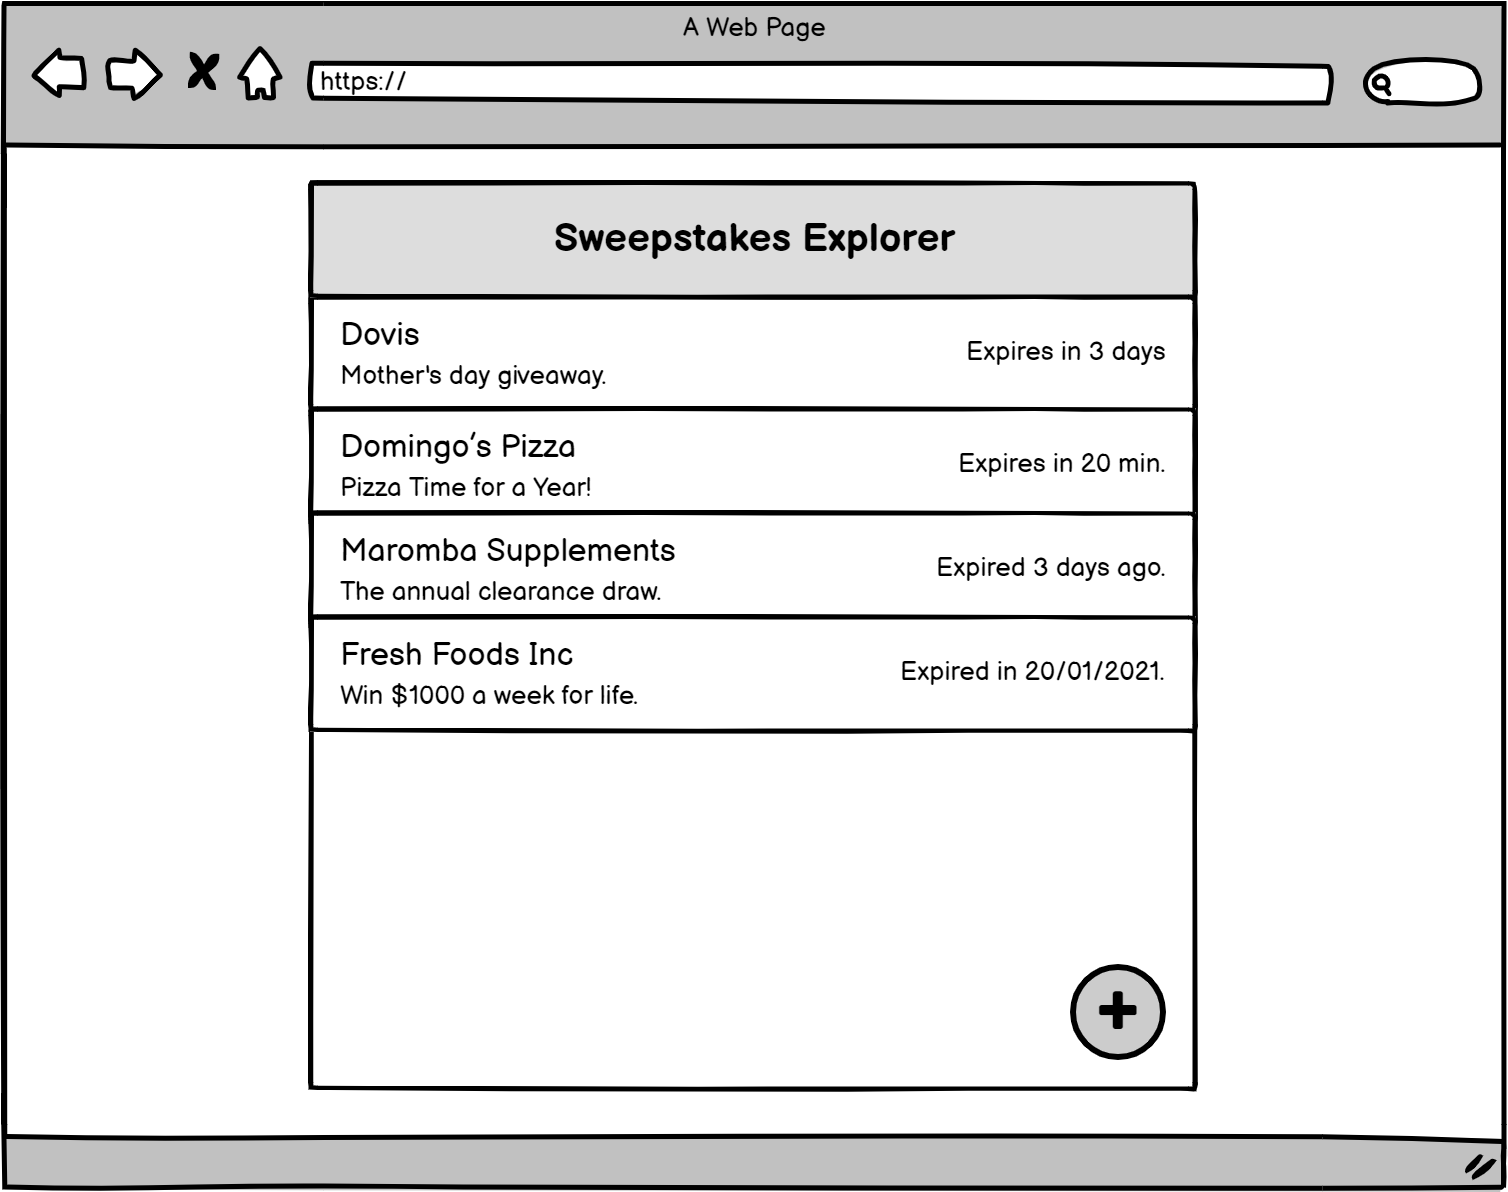 A Web Page
https://
Sweepstakes Explorer
Dovis
Expires in 3 days
Mother's day giveaway.
Domingo’s Pizza
Expires in 20 min.
Pizza Time for a Year!
Maromba Supplements
Expired 3 days ago.
The annual clearance draw.
Fresh Foods Inc
Expired in 20/01/2021.
Win $1000 a week for life.